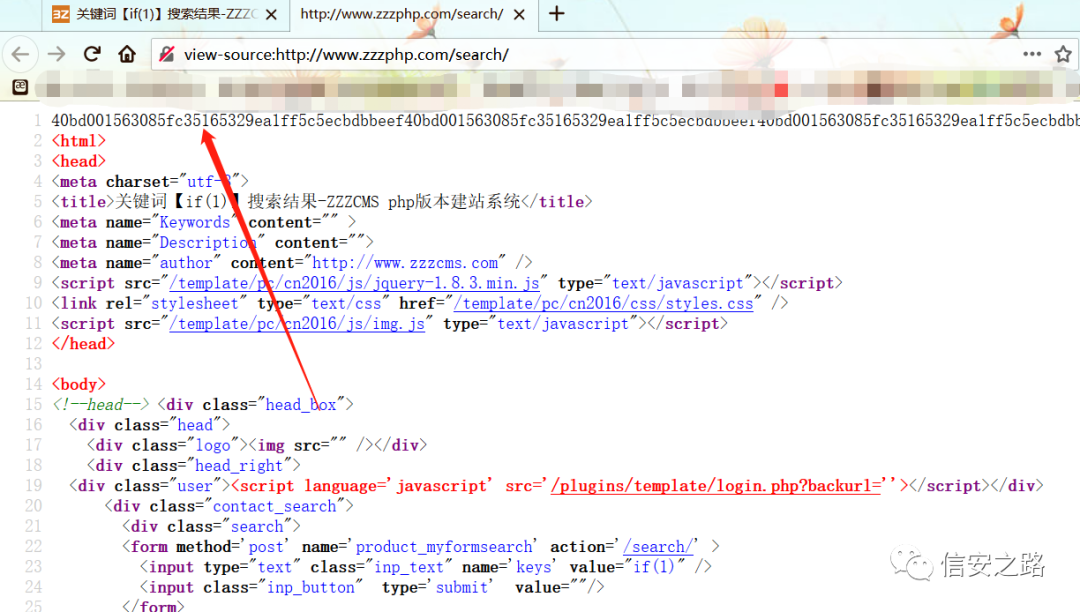 关键词【if(1)】搜索结果-ZZZC
http://www.zzzphp.com/search/
view-source:http://www.zzzphp.com/search/
1 40bd001563085fc35165329ea1ff5c5ecbdbbeef40bd001563085fc35165329ea1ff5c5ecbdbbeef40bd001563085fc35165329ea1ff5c5ecbdbb
2 <html>
3 <head>
4 <meta charset="utf-8">
5 <title>关键词【if(1)】搜索结果-ZZZCMS php版本建站系统</title>
6 <meta name="Keywords" content="" >
7 <meta name="Description" content="">
8 <meta name="author" content="http://www.zzzcms.com" />
9 <script src="/template/pc/cn2016/js/jquery-1.8.3.min.js" type="text/javascript"></script>
10 <link rel="stylesheet" type="text/css" href="/template/pc/cn2016/css/styles.css" />
11 <script src="/template/pc/cn2016/js/img.js" type="text/javascript"></script>
12 </head>
13
14 <body>
15 <!--head--> <div class="head_box">
16 <div class="head">
17 <div class="logo"><img src="" /></div>
18 <div class="head_right">
19 <div class="user"><script language='javascript' src='/plugins/template/login.php?backurl=''></script></div>
20 <div class="contact_search">
21 <div class="search">
22 <form method='post' name='product_myformsearch' action='/search/' >
23 <input type="text" class="inp_text" name='keys' value="if(1)" />
24 <input class="inp_button" type='submit' value=""/>
25 </form>
信安之路